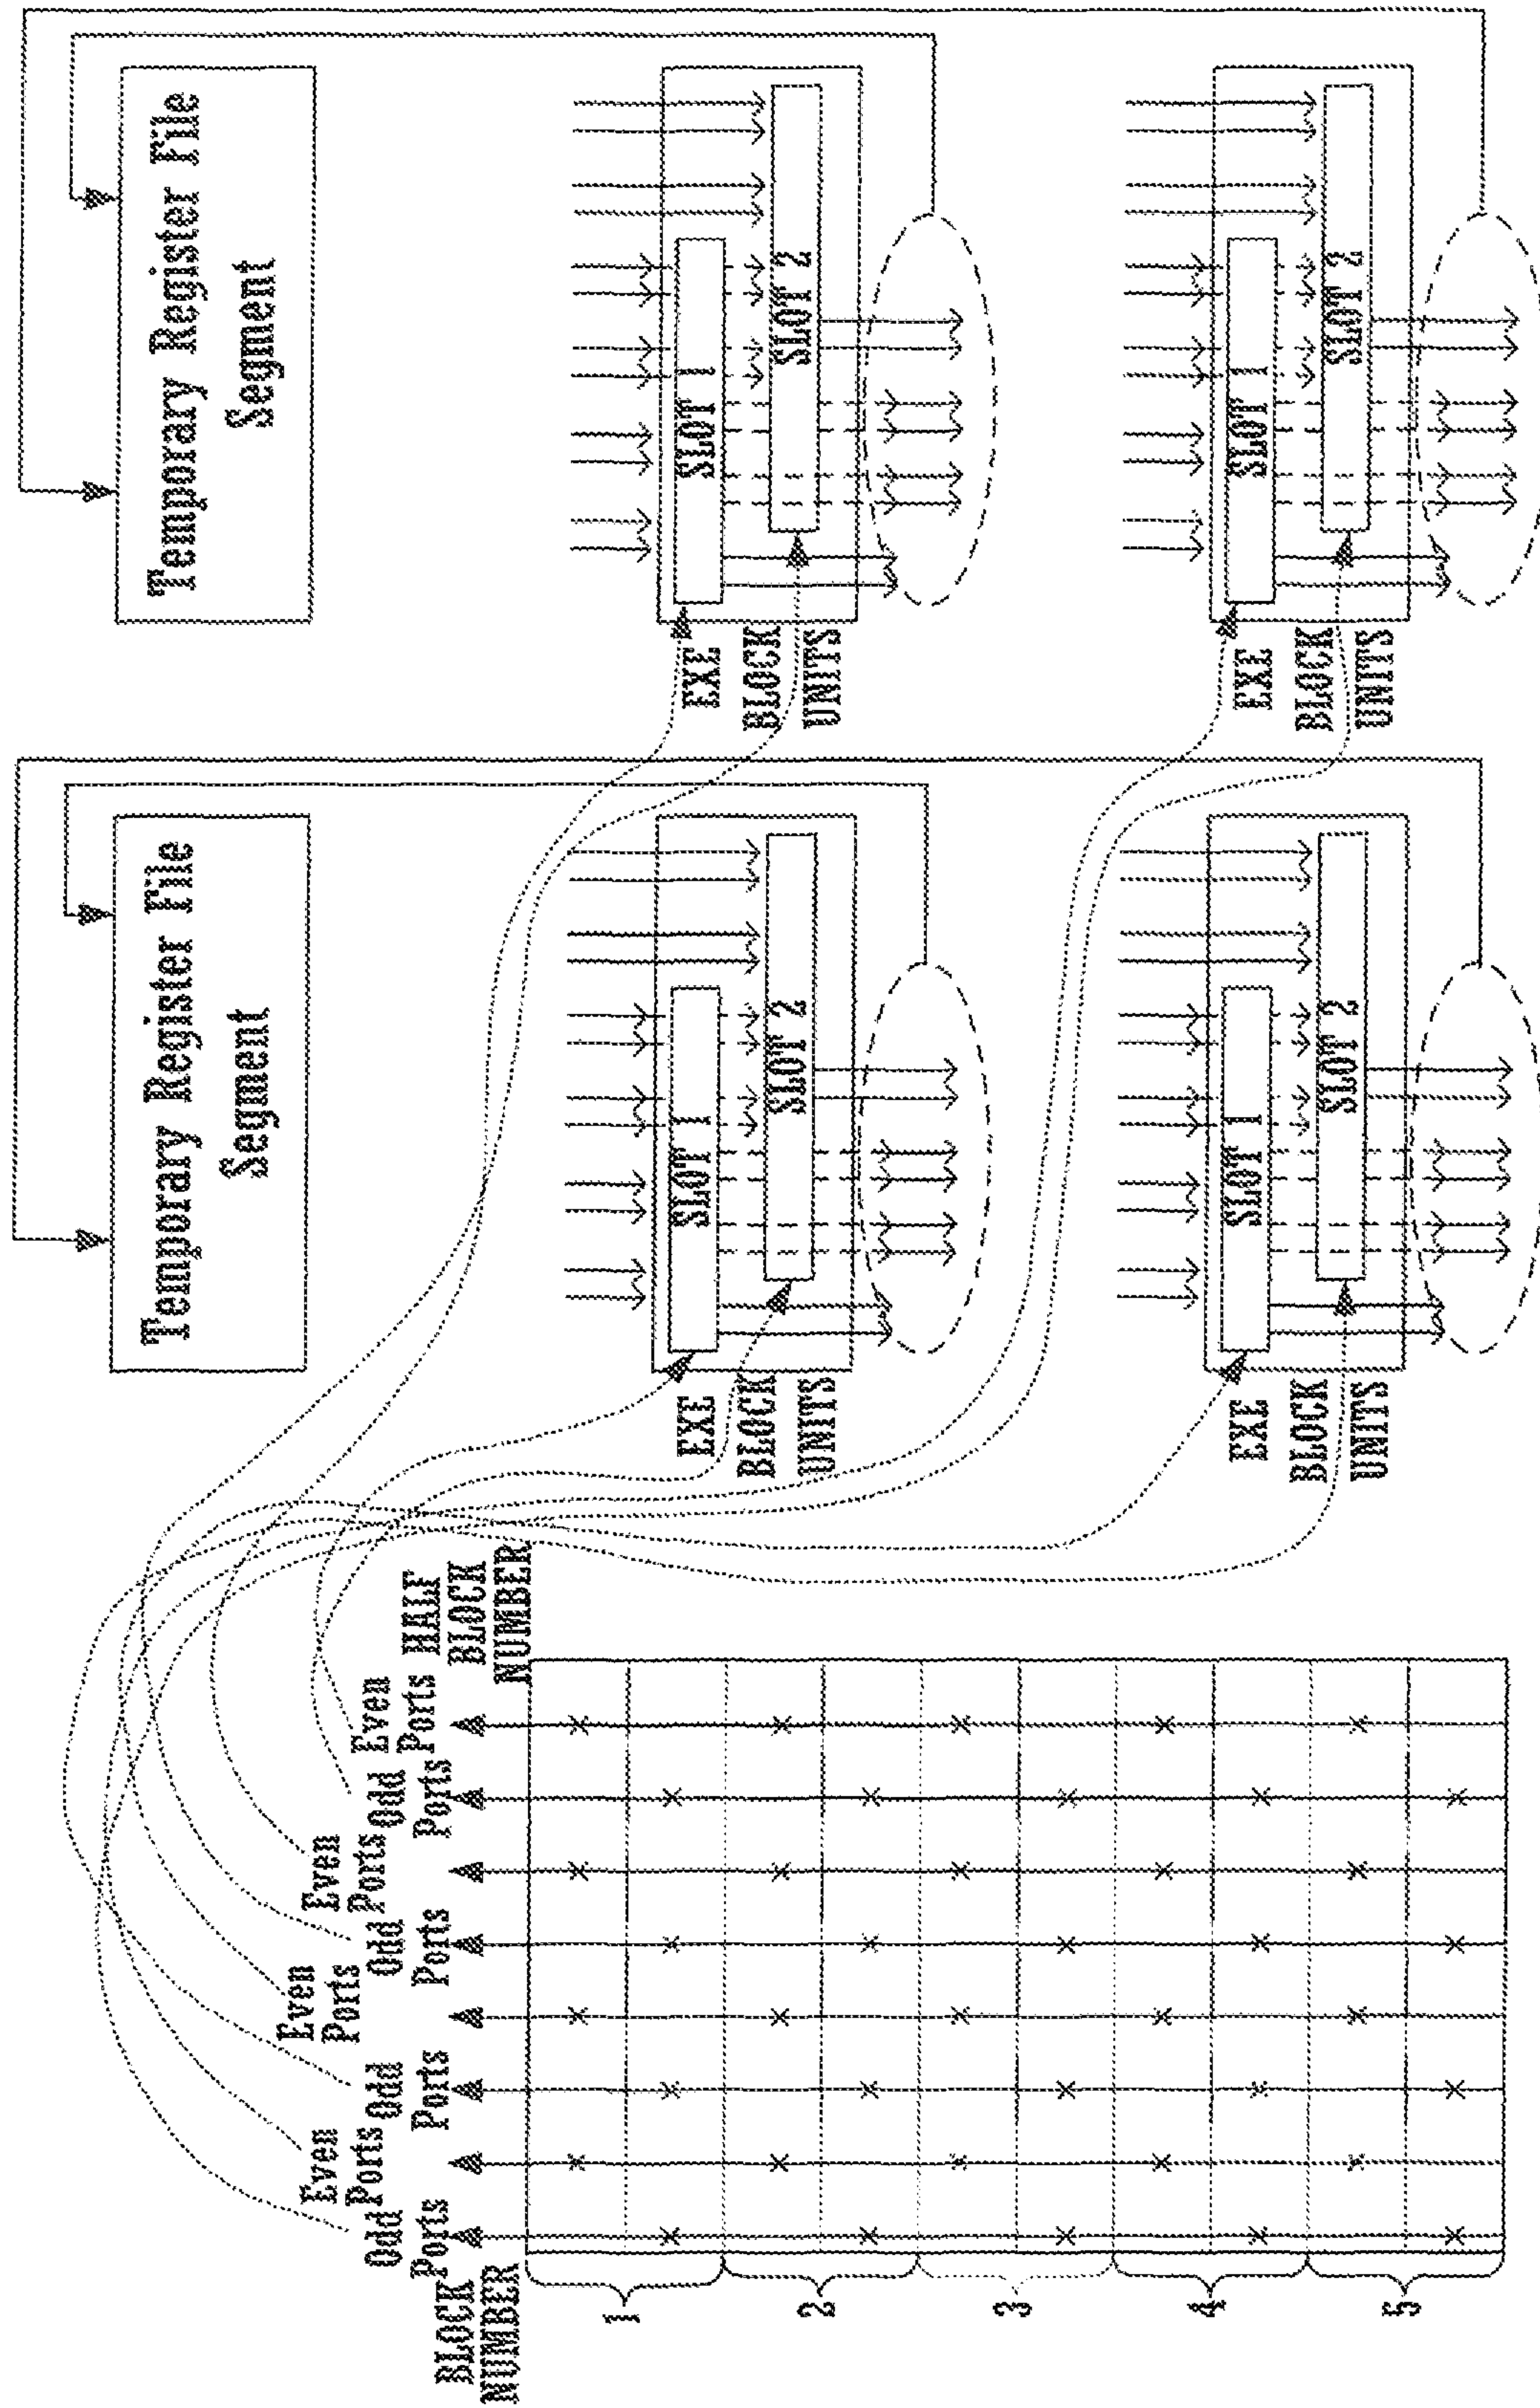 Temporary Register File
Segment
Temporary Register File
Segment
SLOT 1
SLOT 2
EXE
BLOCK
UNITS
SLOT 1
SLOT 2
EXE
BLOCK
UNITS
SLOT 1
SLOT 2
EXE
BLOCK
UNITS
SLOT 1
SLOT 2
EXE
BLOCK
UNITS
BLOCK
NUMBER
Odd
Ports
Even
Ports
Odd
Ports
Even
Ports
Odd
Ports
Even
Ports
Odd
Ports
Even
Ports
HALF
BLOCK
NUMBER
1
2
3
4
5